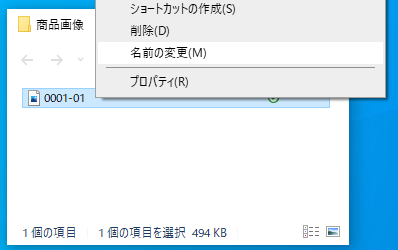 ショートカットの作成(S)
商品画像
削除(D)
名前の変更(M)
プロパティ(R)
0001-01
1 個の項目 1 個の項目を選択 494 KB